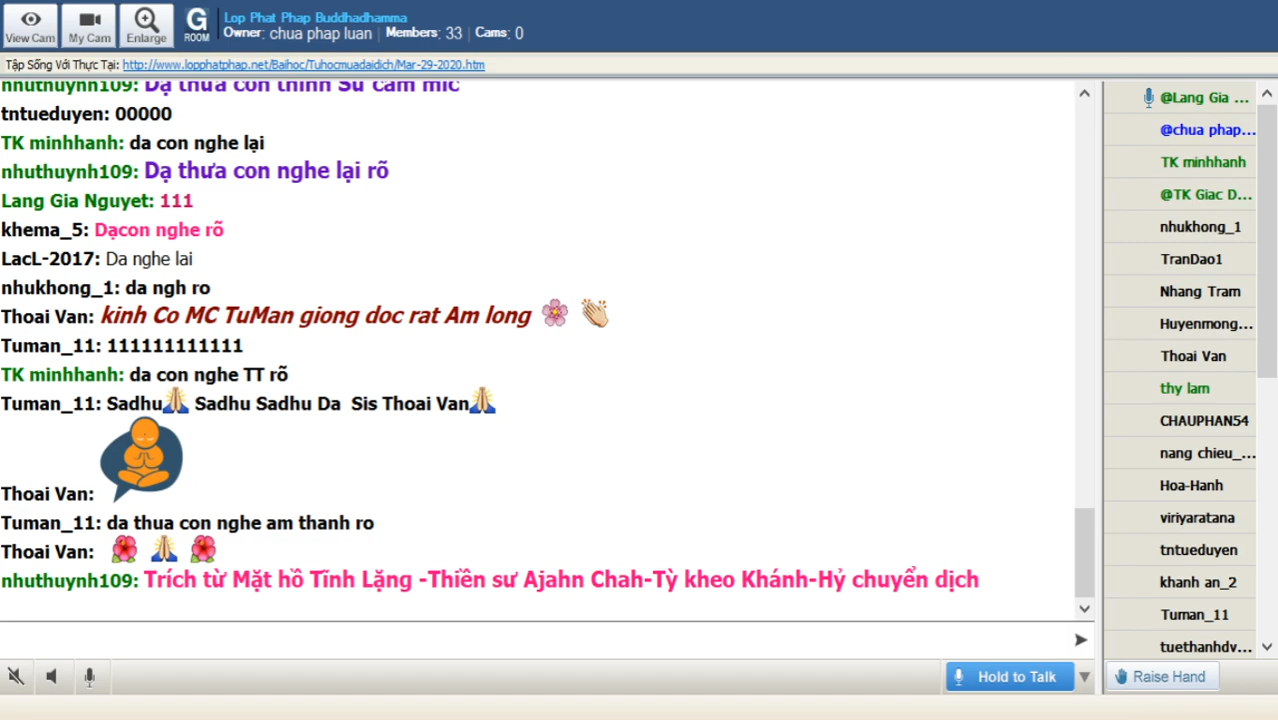 View Cam
My Cam
Enlarge
G
ROOM
Lop Phat Phap Buddhadhamma
Owner: chua phap luan | Members: 33 | Cams: 0
Tập Sống Với Thực Tại: http://www.lopphatphap.net/Baihoc/Tuhocmuadaidich/Mar-29-2020.htm
nhuthuynh109: Dạ thưa con thỉnh Sư cầm mic
tntueduyen: 00000
TK minhhanh: da con nghe lại
nhuthuynh109: Dạ thưa con nghe lại rõ
Lang Gia Nguyet: 111
khema_5: Dạcon nghe rõ
LacL-2017: Da nghe lai
nhukhong_1: da ngh ro
Thoai Van: kinh Co MC TuMan giong doc rat Am long
Tuman_11: 111111111111
TK minhhanh: da con nghe TT rõ
Tuman_11: Sadhu Sadhu Sadhu Da Sis Thoai Van
Thoai Van:
Tuman_11: da thua con nghe am thanh ro
Thoai Van:
nhuthuynh109: Trích từ Mặt hồ Tĩnh Lặng -Thiền sư Ajahn Chah-Tỳ kheo Khánh-Hỷ chuyển dịch
@Lang Gia ...
@chua phap...
TK minhhanh
@TK Giac D...
nhukhong_1
TranDao1
Nhang Tram
Huyenmong...
Thoai Van
thy lam
CHAUPHAN54
nang chieu_...
Hoa-Hanh
viriyaratana
tntueduyen
khanh an_2
Tuman_11
tuethanhdv...
Hold to Talk
Raise Hand